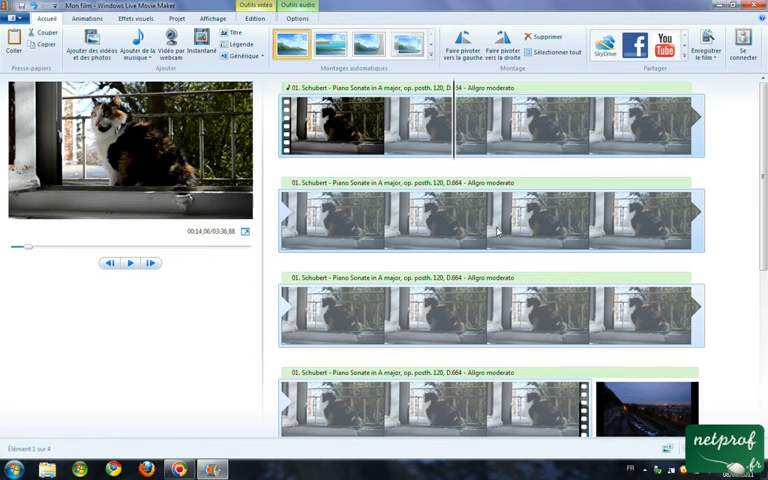 Mon film - Windows Live Movie Maker
Outils vidéo
Outils audio
Accueil
Animations
Effets visuels
Projet
Affichage
Edition
Options
Coller
Couper
Copier
Presse-papiers
Ajouter des vidéos et des photos
Ajouter de la musique
Vidéo par webcam
Instantané
Titre
Légende
Générique
Ajouter
Montages automatiques
Faire pivoter vers la gauche
Faire pivoter vers la droite
Supprimer
Sélectionner tout
Montage
SkyDrive
You Tube
Partager
Enregistrer le film
Se connecter
01. Schubert - Piano Sonate in A major, op. posth. 120, D.664 - Allgro moderato
01. Schubert - Piano Sonate in A major, op. posth. 120, D.664 - Allgro moderato
01. Schubert - Piano Sonate in A major, op. posth. 120, D.664 - Allgro moderato
01. Schubert - Piano Sonate in A major, op. posth. 120, D.664 - Allgro moderato
00:14,06/03:36,88
Élément 1 sur 4
FR
netprof
.fr